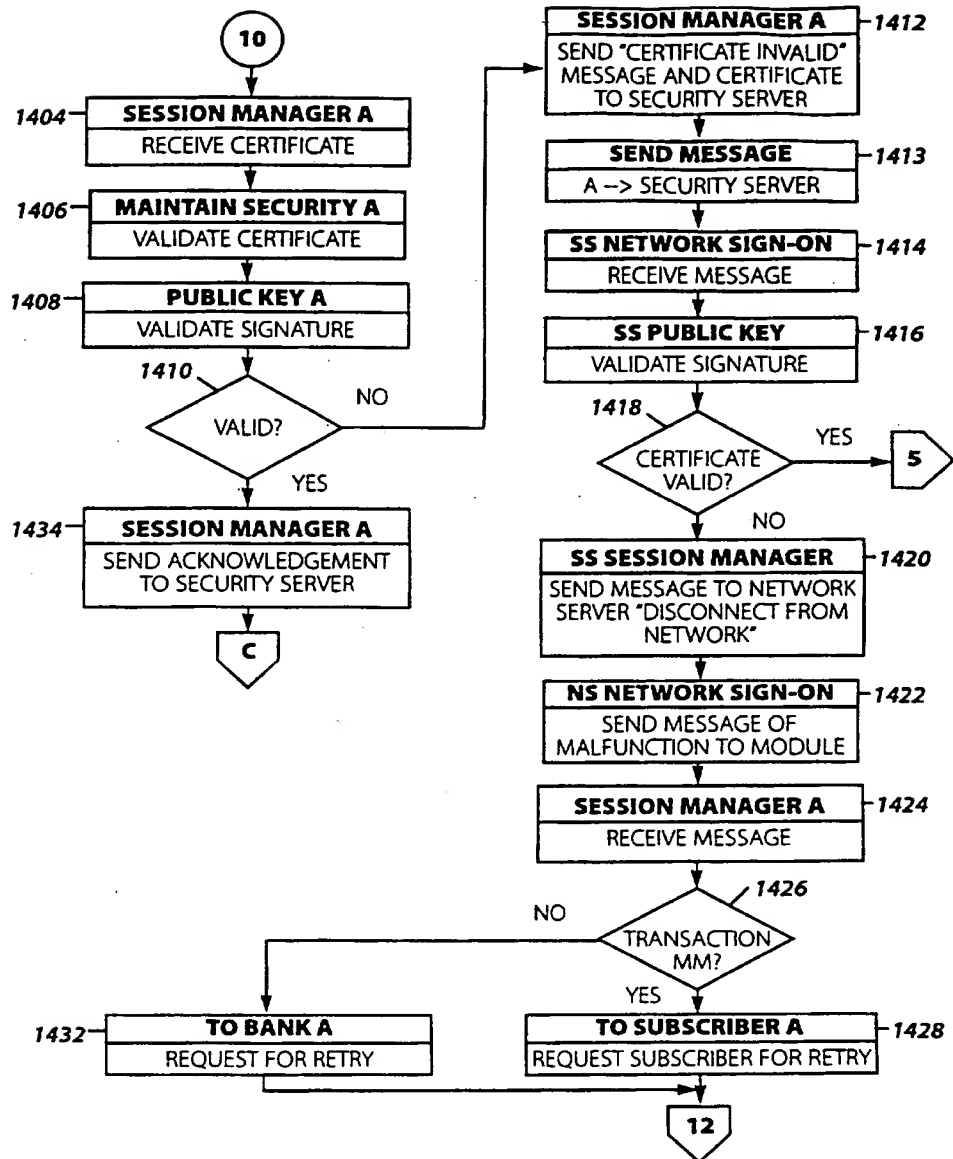 10
1404
SESSION MANAGER A
RECEIVE CERTIFICATE
1406
MAINTAIN SECURITY A
VALIDATE CERTIFICATE
1408
PUBLIC KEY A
VALIDATE SIGNATURE
1410
VALID?
NO
YES
1434
SESSION MANAGER A
SEND ACKNOWLEDGEMENT
TO SECURITY SERVER
C
SESSION MANAGER A
1412
SEND "CERTIFICATE INVALID"
MESSAGE AND CERTIFICATE
TO SECURITY SERVER
SEND MESSAGE
1413
A --> SECURITY SERVER
SS NETWORK SIGN-ON
1414
RECEIVE MESSAGE
SS PUBLIC KEY
1416
VALIDATE SIGNATURE
1418
CERTIFICATE
VALID?
YES
5
NO
SS SESSION MANAGER
1420
SEND MESSAGE TO NETWORK
SERVER "DISCONNECT FROM
NETWORK"
NS NETWORK SIGN-ON
1422
SEND MESSAGE OF
MALFUNCTION TO MODULE
SESSION MANAGER A
1424
RECEIVE MESSAGE
1426
TRANSACTION
MM?
NO
YES
1432
TO BANK A
REQUEST FOR RETRY
TO SUBSCRIBER A
1428
REQUEST SUBSCRIBER FOR RETRY
12